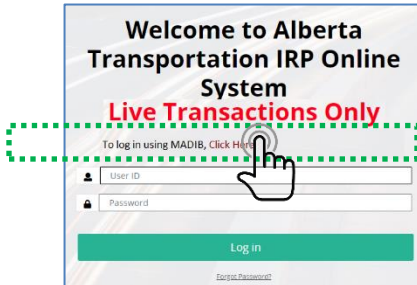 Welcome to Alberta
Transportation IRP Online
System
Live Transactions Only
To log in using MADIB, Click Here
User ID
Password
Log in
Forgot Password?